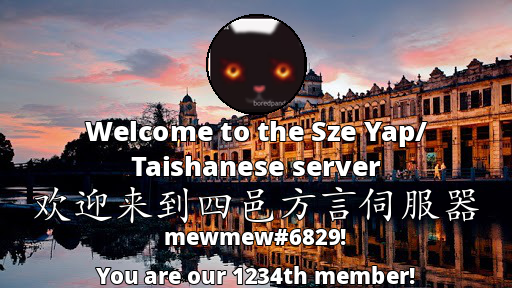 boredpand
Welcome to the Sze Yap/
Taishanese server
欢迎来到四邑方言伺服器
mewmew#6829!
You are our 1234th member!